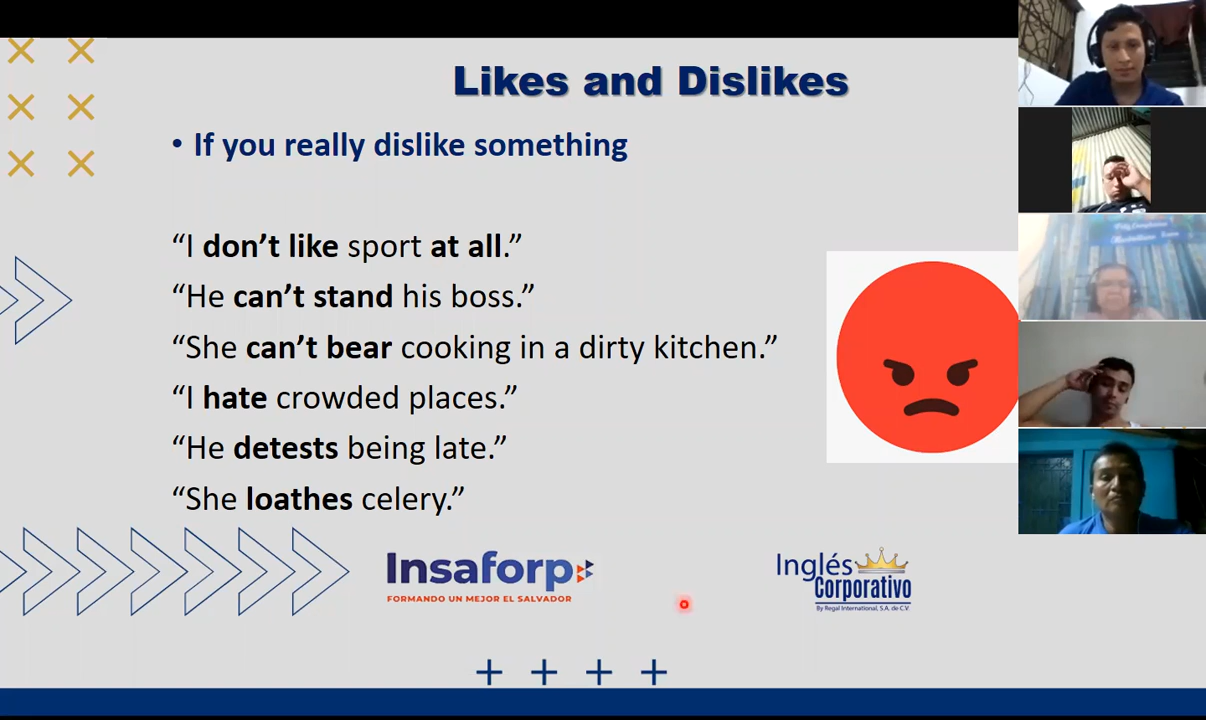 Likes and Dislikes
• If you really dislike something
“I don’t like sport at all.”
“He can’t stand his boss.”
“She can’t bear cooking in a dirty kitchen.”
“I hate crowded places.”
“He detests being late.”
“She loathes celery.”
Insaforp
FORMANDO UN MEJOR EL SALVADOR
Inglés
Corporativo
By Regal International, S.A. de C.V.